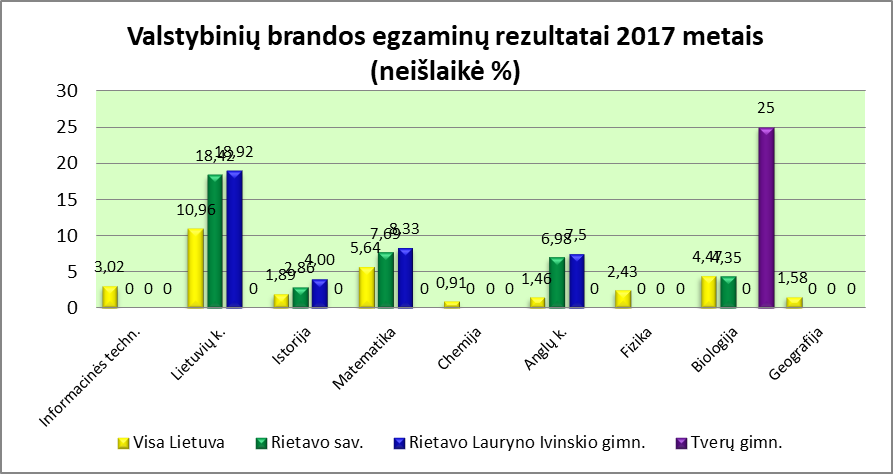 Valstybinių brandos egzaminų rezultatai 2017 metais
(neišlaikė %)
30
25
20
15
10
5
0
3,02 0 0 0
10,96 18,42 18,92 0
1,89 2,86 4,00 0
5,64 7,69 8,33 0
0,91 0 0 0
1,46 6,98 7,5 0
2,43 0 0 0
4,47 4,35 0 25
1,58 0 0 0
Informacinės techn.
Lietuvių k.
Istorija
Matematika
Chemija
Anglų k.
Fizika
Biologija
Geografija
Visa Lietuva Rietavo sav. Rietavo Lauryno Ivinskio gimn. Tverų gimn.